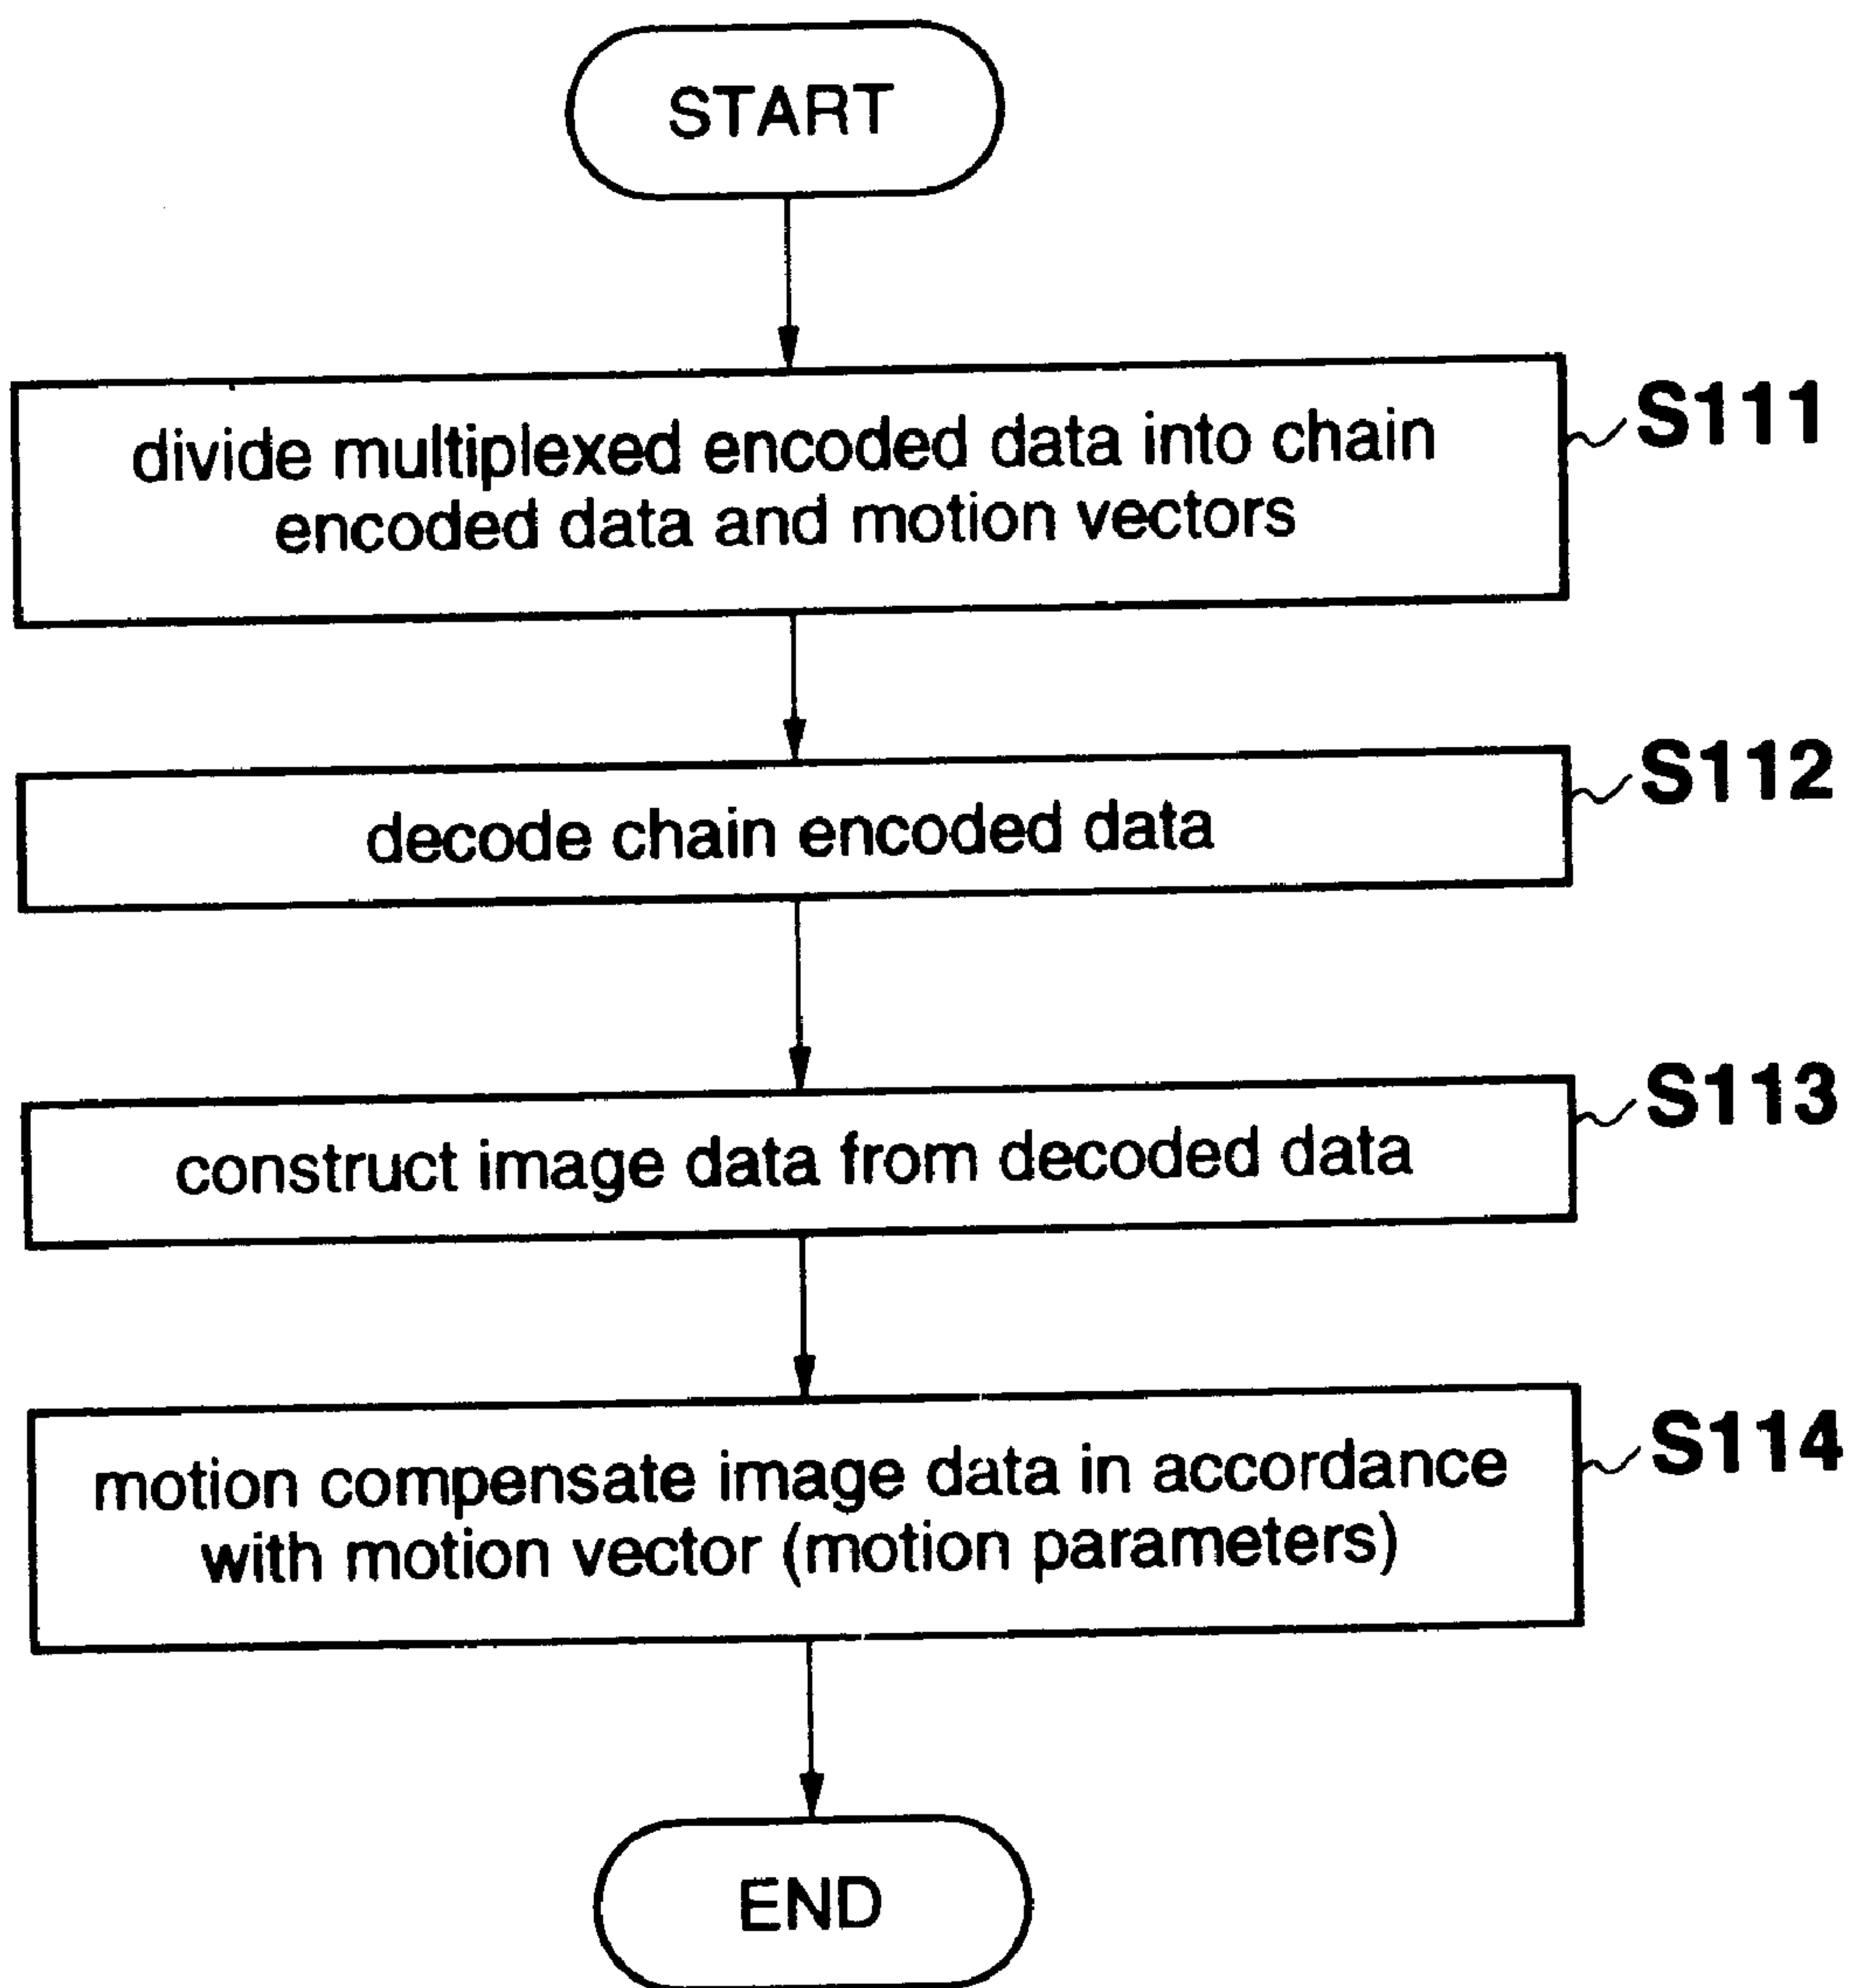 START
divide multiplexed encoded data into chain
encoded data and motion vectors
S111
decode chain encoded data
S112
construct image data from decoded data
S113
motion compensate image data in accordance
with motion vector (motion parameters)
S114
END